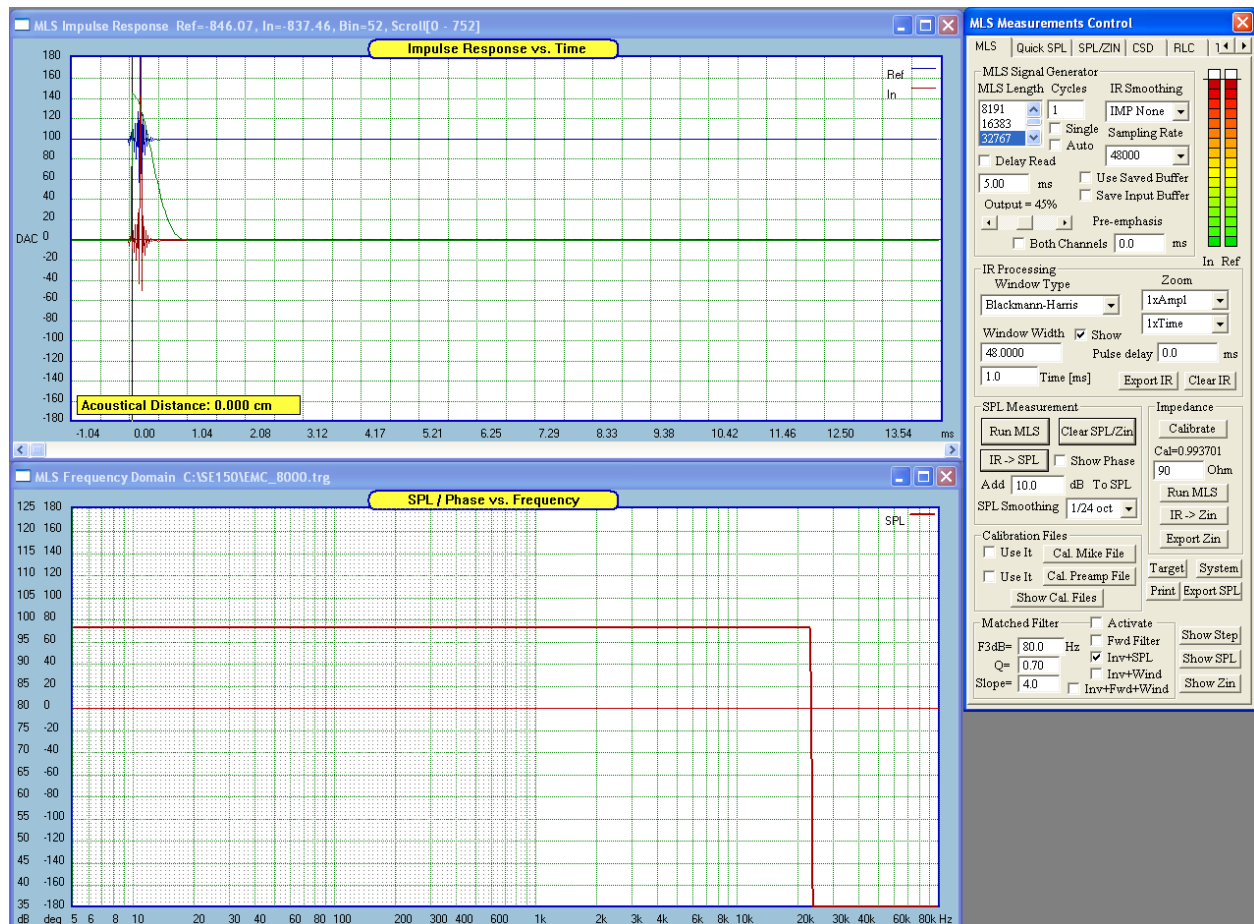 MLS Impulse Response Ref=-846.07, In=-837.46, Bin=52, Scroll[0 - 752]
Impulse Response vs. Time
180
160
140
120
100
80
60
40
20
DAC 0
-20
-40
-60
-80
-100
-120
-140
-160
-180
Ref
In
Acoustical Distance: 0.000 cm
-1.04 0.00 1.04 2.08 3.12 4.17 5.21 6.25 7.29 8.33 9.38 10.42 11.46 12.50 13.54 ms
MLS Frequency Domain C:\SE150\EMC_8000.trg
SPL / Phase vs. Frequency
SPL
125 180
120 160
115 140
110 120
105 100
100 80
95 60
90 40
85 20
80 0
75 -20
70 -40
65 -60
60 -80
55 -100
50 -120
45 -140
40 -160
35 -180
dB deg 5 6 8 10 20 30 40 60 80 100 200 300 400 600 1k 2k 3k 4k 6k 8k 10k 20k 30k 40k 60k 80k Hz
MLS Measurements Control
MLS Quick SPL SPL/ZIN CSD RLC
MLS Signal Generator
MLS Length Cycles IR Smoothing
8191 1 IMP None
16383
32767
Single
Auto
Sampling Rate
48000
Delay Read
5.00 ms
Use Saved Buffer
Save Input Buffer
Output = 45%
Pre-emphasis
Both Channels 0.0 ms
In Ref
IR Processing
Window Type Zoom
Blackmann-Harris 1xAmpl
1xTime
Window Width Show
48.0000 Pulse delay 0.0 ms
1.0 Time [ms] Export IR Clear IR
SPL Measurement
Run MLS Clear SPL/Zin
IR -> SPL Show Phase
Add 10.0 dB To SPL
SPL Smoothing 1/24 oct
Impedance
Calibrate
Cal=0.993701
90 Ohm
Run MLS
IR -> Zin
Export Zin
Calibration Files
Use It Cal. Mike File
Use It Cal. Preamp File
Show Cal. Files
Target System
Print Export SPL
Matched Filter Activate
F3dB= 80.0 Hz Fwd Filter
Q= 0.70 Inv+SPL
Inv+Wind
Slope= 4.0 Inv+Fwd+Wind
Show Step
Show SPL
Show Zin